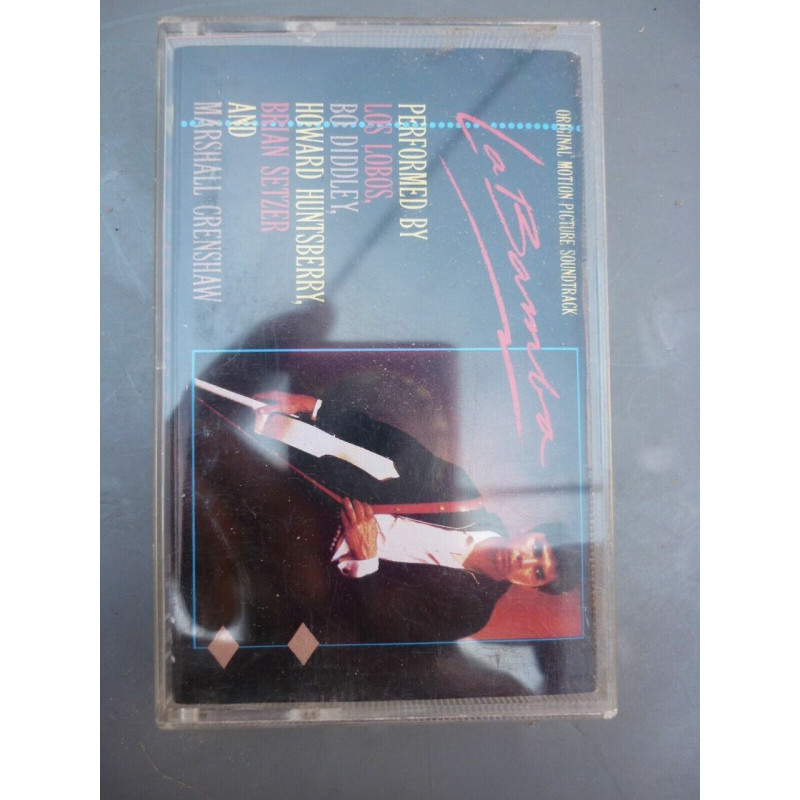 ORIGINAL MOTION PICTURE SOUNDTRACK
La Bamba
PERFORMED BY
LOS LOBOS,
BO DIDDLEY,
HOWARD HUNTSBERRY,
BRIAN SETZER
AND
MARSHALL CRENSHAW